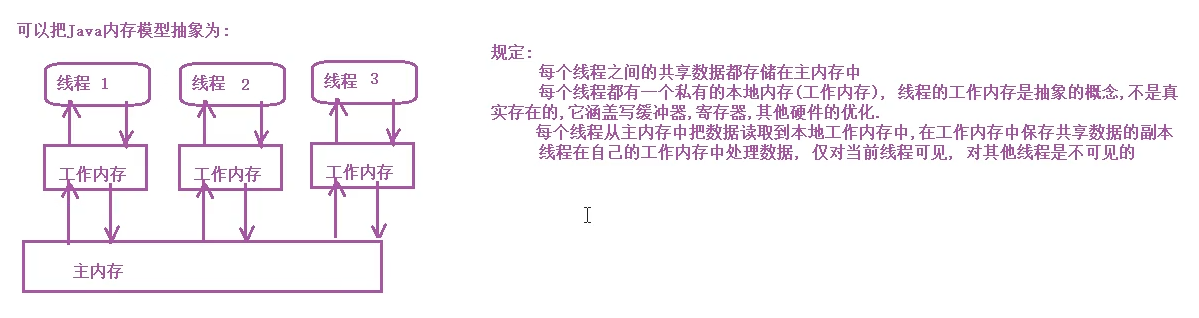 可以把Java内存模型抽象为:
线程 1
线程 2
线程 3
工作内存
工作内存
工作内存
主内存
规定:
每个线程之间的共享数据都存储在主内存中
每个线程都有一个私有的本地内存(工作内存), 线程的工作内存是抽象的概念,不是真
实存在的,它涵盖写缓冲器,寄存器,其他硬件的优化.
每个线程从主内存中把数据读取到本地工作内存中,在工作内存中保存共享数据的副本
线程在自己的工作内存中处理数据, 仅对当前线程可见, 对其他线程是不可见的